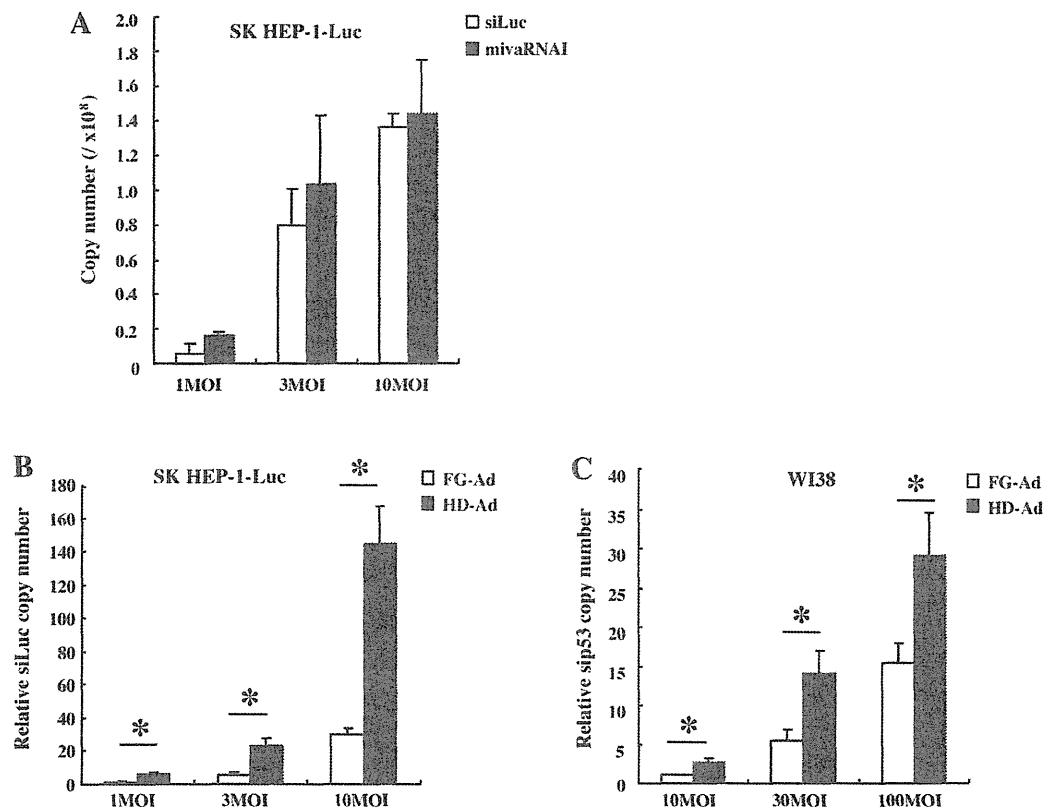 A
SK HEP-1-Luc
siLuc
mivaRNAI
Copy number (/ x10⁸)
2.0
1.8
1.6
1.4
1.2
1.0
0.8
0.6
0.4
0.2
0
1MOI 3MOI 10MOI
B
SK HEP-1-Luc
*
*
*
FG-Ad
HD-Ad
Relative siLuc copy number
180
160
140
120
100
80
60
40
20
0
1MOI 3MOI 10MOI
C
WI38
*
*
*
FG-Ad
HD-Ad
Relative sip53 copy number
40
35
30
25
20
15
10
5
0
10MOI 30MOI 100MOI